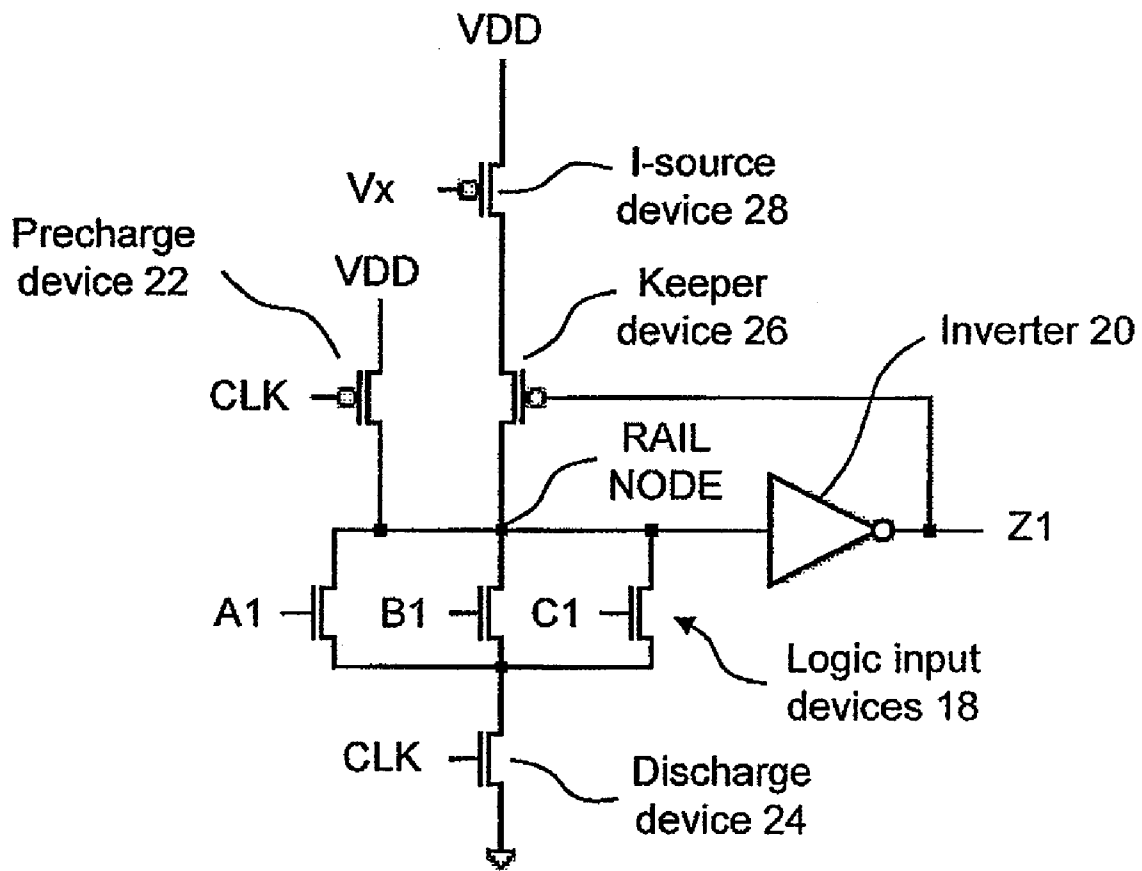 VDD
Vx
I-source
device 28
Precharge
device 22
VDD
Keeper
device 26
Inverter 20
CLK
RAIL
NODE
Z1
A1
B1
C1
Logic input
devices 18
CLK
Discharge
device 24